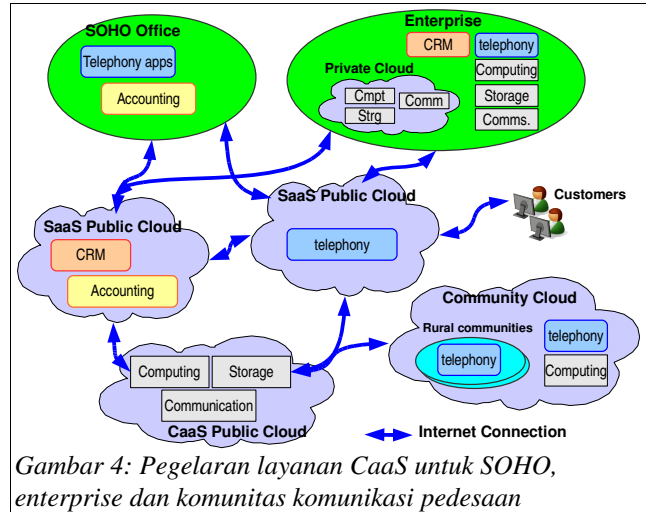 SOHO Office
Telephony apps
Accounting
Enterprise
CRM
telephony
Computing
Storage
Comms.
Private Cloud
Cmpt
Comm
Strg
SaaS Public Cloud
CRM
Accounting
SaaS Public Cloud
telephony
Customers
Community Cloud
Rural communities
telephony
telephony
Computing
Computing
Storage
Communication
CaaS Public Cloud
Internet Connection
Gambar 4: Pegelaran layanan CaaS untuk SOHO,
enterprise dan komunitas komunikasi pedesaan